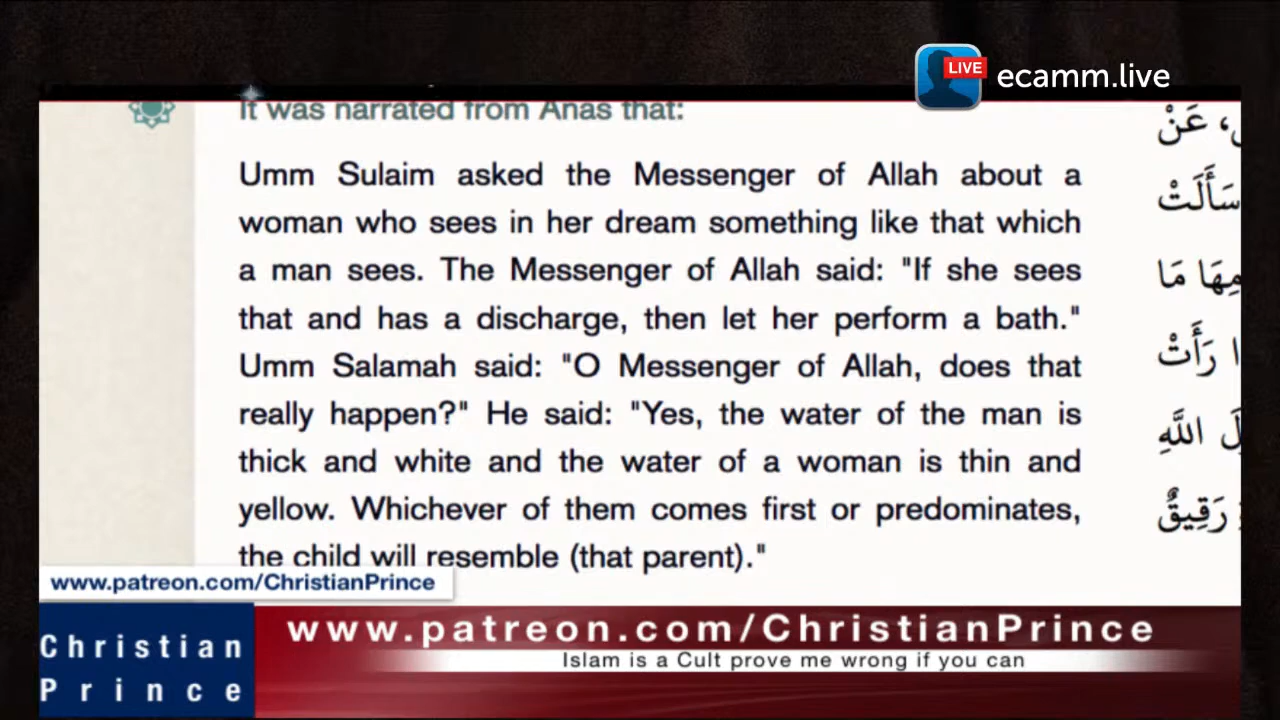 LIVE ecamm.live
It was narrated from Anas that:
Umm Sulaim asked the Messenger of Allah about a
woman who sees in her dream something like that which
a man sees. The Messenger of Allah said: "If she sees
that and has a discharge, then let her perform a bath."
Umm Salamah said: "O Messenger of Allah, does that
really happen?" He said: "Yes, the water of the man is
thick and white and the water of a woman is thin and
yellow. Whichever of them comes first or predominates,
the child will resemble (that parent)."
، عَنْ
سَأَلَتْ
مِنْهَا مَا
رَأَتْ
اللَّهِ
رَقِيقٌ
www.patreon.com/ChristianPrince
Christian
Prince
www.patreon.com/ChristianPrince
Islam is a Cult prove me wrong if you can